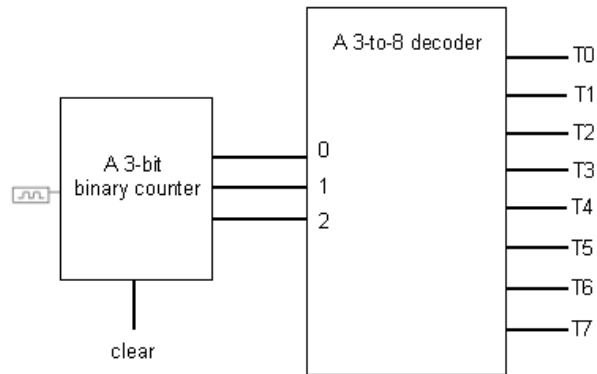 A 3-to-8 decoder
T0
T1
A 3-bit
binary counter
0
1
2
T2
T3
T4
T5
T6
T7
clear